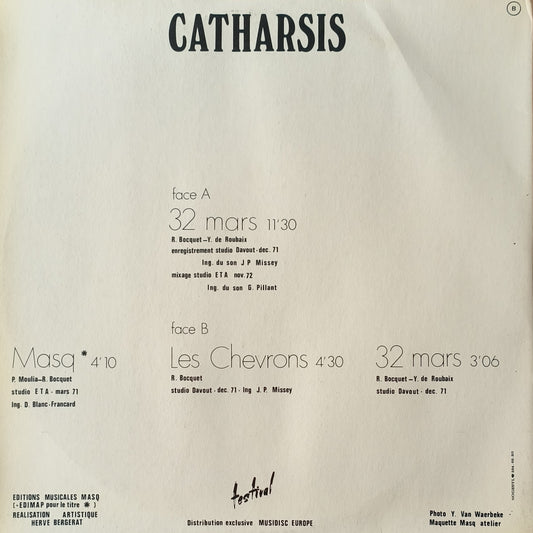 B
CATHARSIS
face A
32 mars 11'30
R. Bocquet—Y. de Roubaix
enregistrement studio Davout- dec. 71
Ing. du son J P Missey
mixage studio E T A nov. 72
Ing. du son G. Pillant
face B
Masq * 4'10
P. Moulia—R. Bocquet
studio E T A - mars 71
Ing. D. Blanc-Francard
Les Chevrons 4'30
R. Bocquet
studio Davout - dec. 71 - Ing J. P. Missey
32 mars 3'06
R. Bocquet—Y. de Roubaix
studio Davout - dec. 71
EDITIONS MUSICALES MASQ
(+EDIMAP pour le titre * )
REALISATION ARTISTIQUE
HERVE BERGERAT
festival
Distribution exclusive MUSIDISC EUROPE
Photo Y. Van Waerbeke
Maquette Masq atelier